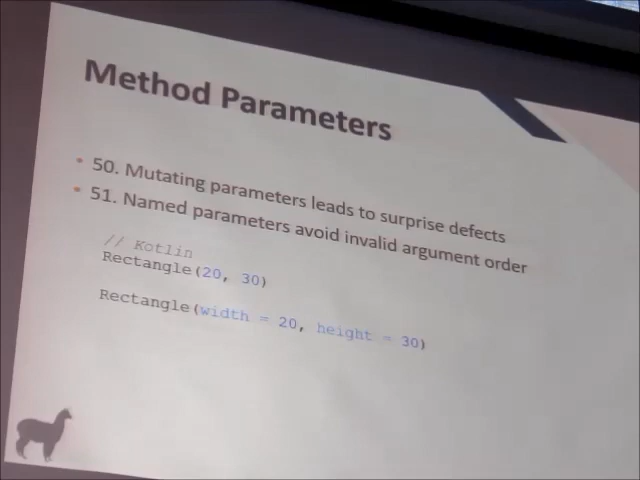 Method Parameters
• 50. Mutating parameters leads to surprise defects
• 51. Named parameters avoid invalid argument order
// Kotlin
Rectangle(20, 30)
Rectangle(width = 20, height = 30)